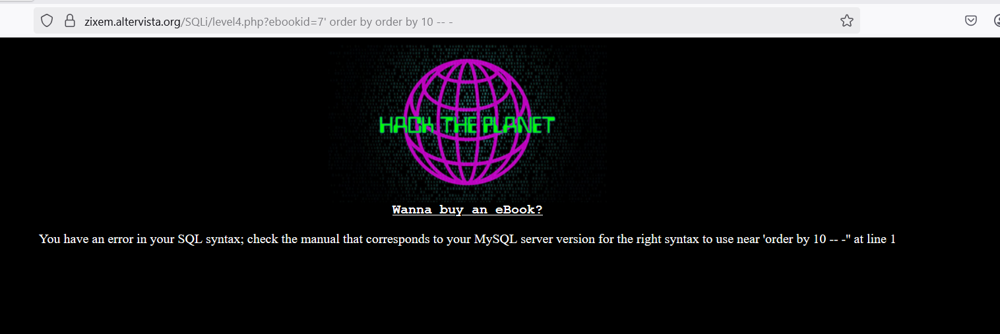 zixem.altervista.org/SQLi/level4.php?ebookid=7' order by order by 10 -- -
HACK THE PLANET
Wanna buy an eBook?
You have an error in your SQL syntax; check the manual that corresponds to your MySQL server version for the right syntax to use near 'order by 10 -- -'' at line 1